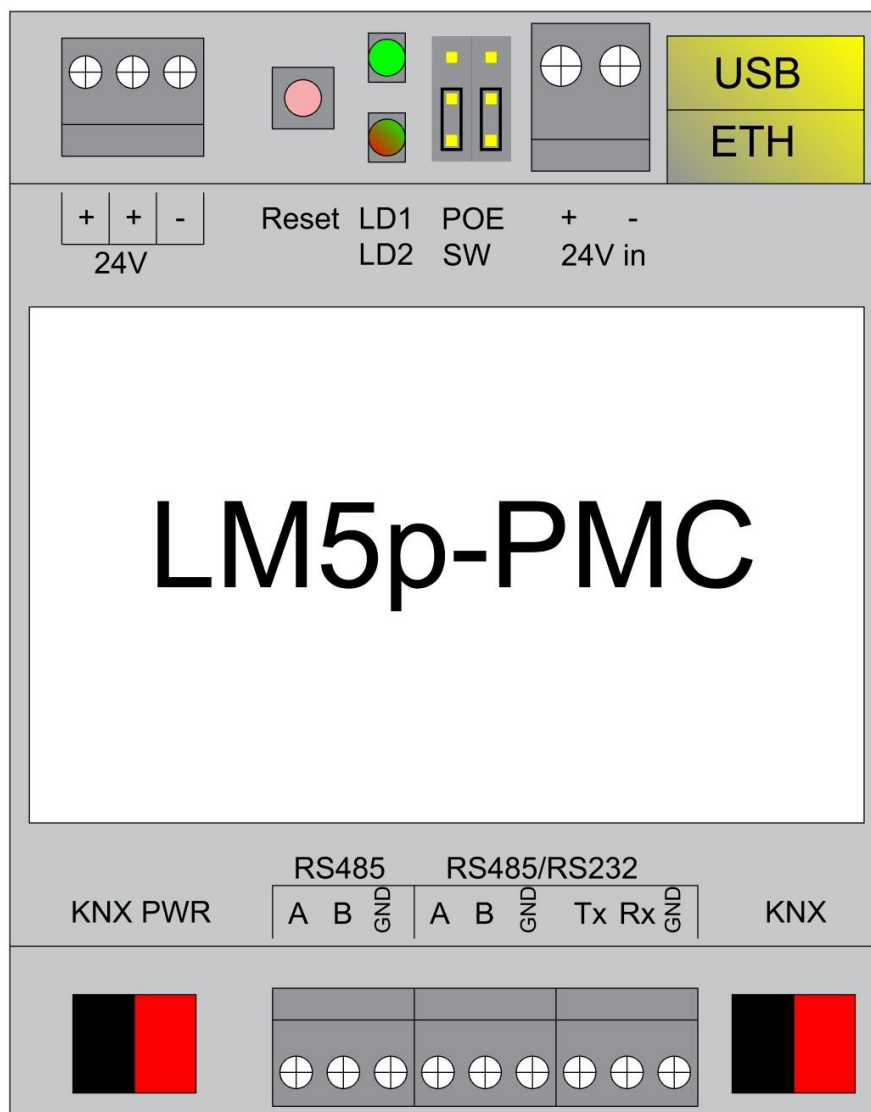 USB
ETH
+ + -
24V
Reset LD1 POE + -
LD2 SW 24V in
LM5p-PMC
RS485 RS485/RS232
KNX PWR A B GND A B GND Tx Rx GND KNX